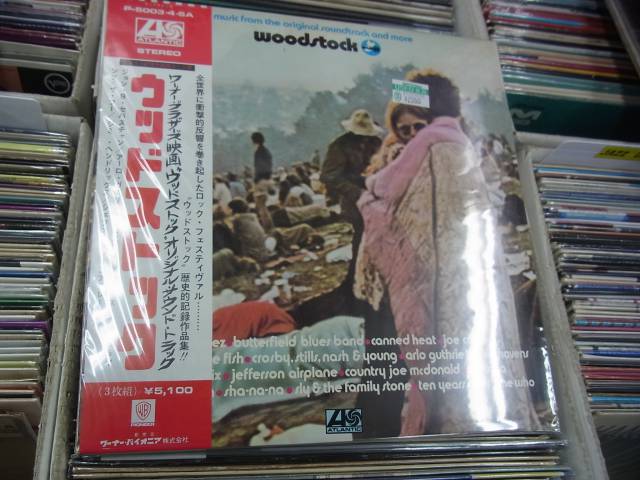 P-5003-4-5A
ATLANTIC
STEREO
music from the original soundtrack and more
woodstock
全世界に衝撃的反響を巻き起したロック・フェスティヴァル………
"ウッドストック"歴史的記録作品集!!
ワーナー・ブラザーズ映画"ウッドストック"オリジナル・サウンド・トラック
ウッドストック
(3枚組) ¥5,100
WB
PIONEER
ワーナー・パイオニア株式会社
butterfield blues band • canned heat • joe
fish • crosby, stills, nash & young • arlo guthrie
jefferson airplane • country joe mcdonald
sha-na-na • sly & the family stone • ten years the who
ATLANTIC